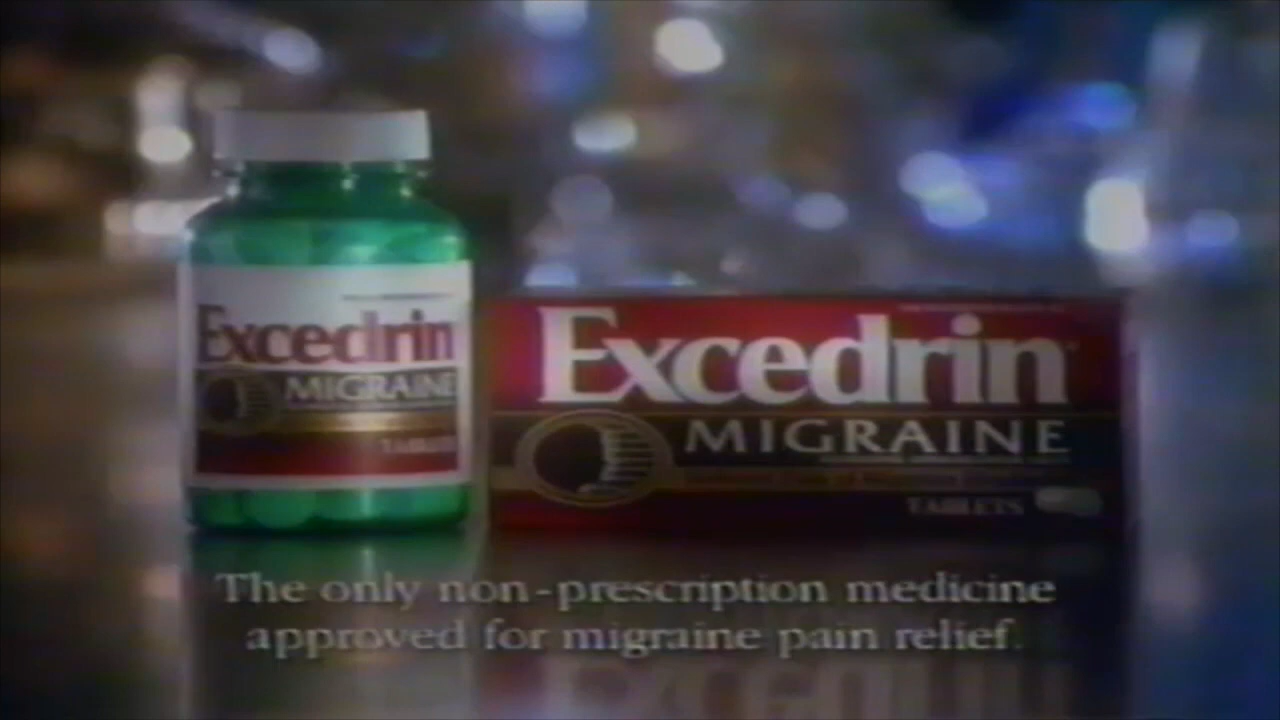 Excedrin
MIGRAINE
TABLETS
Excedrin
MIGRAINE
TABLETS
The only non-prescription medicine
approved for migraine pain relief.